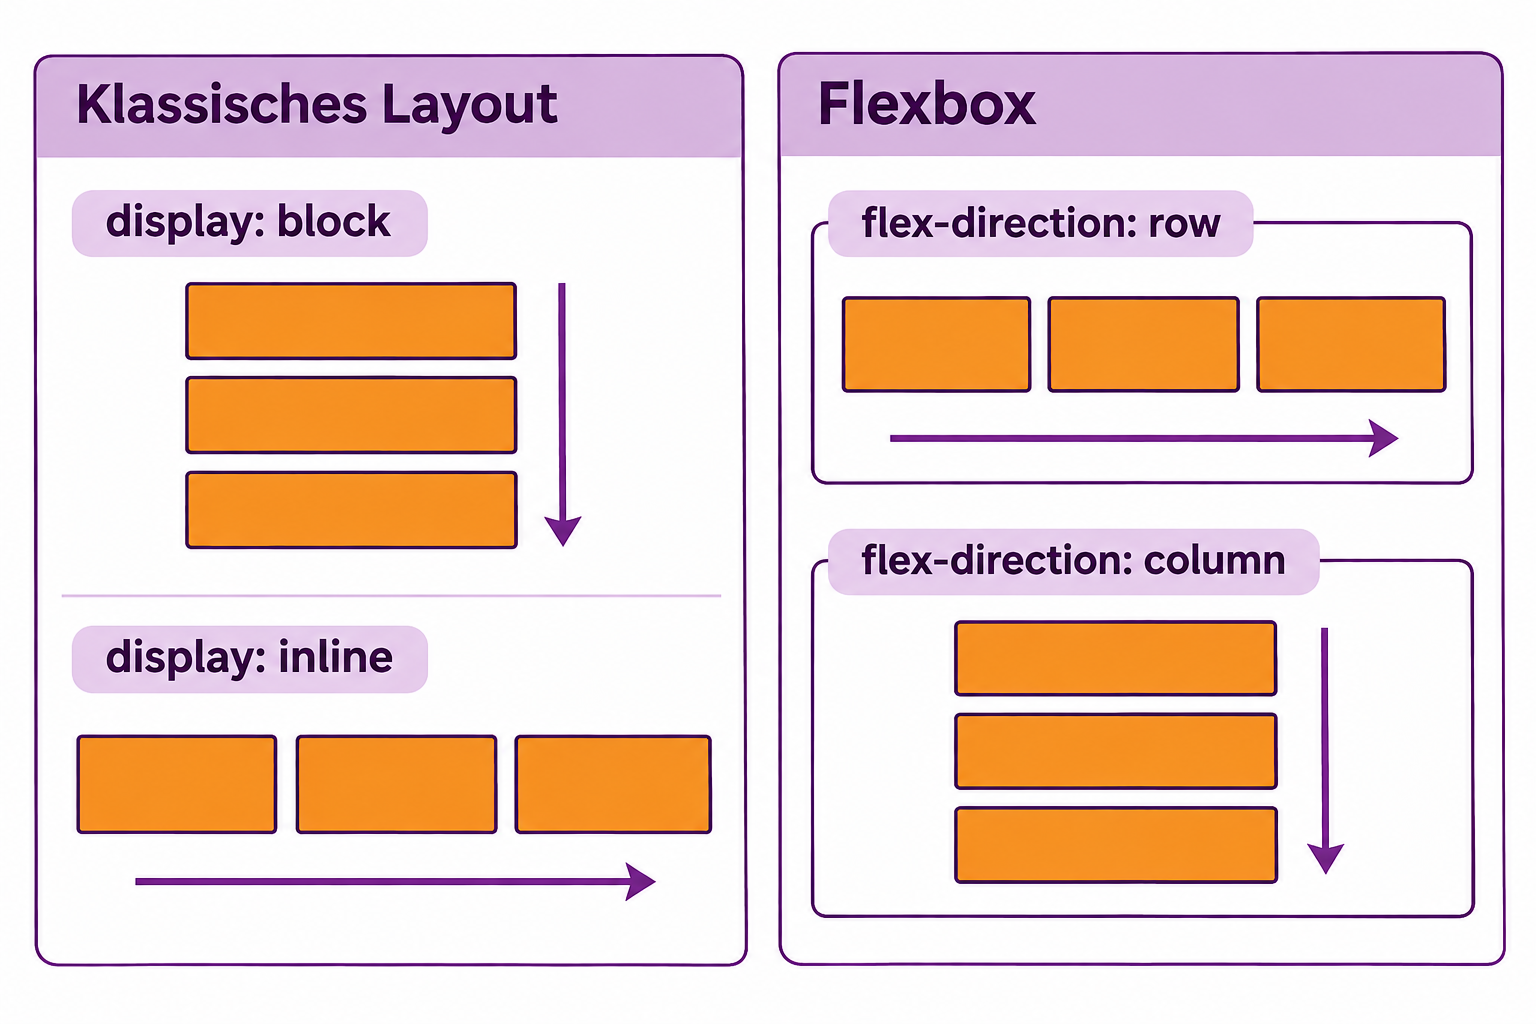 Klassisches Layout
display: block
display: inline
Flexbox
flex-direction: row
flex-direction: column